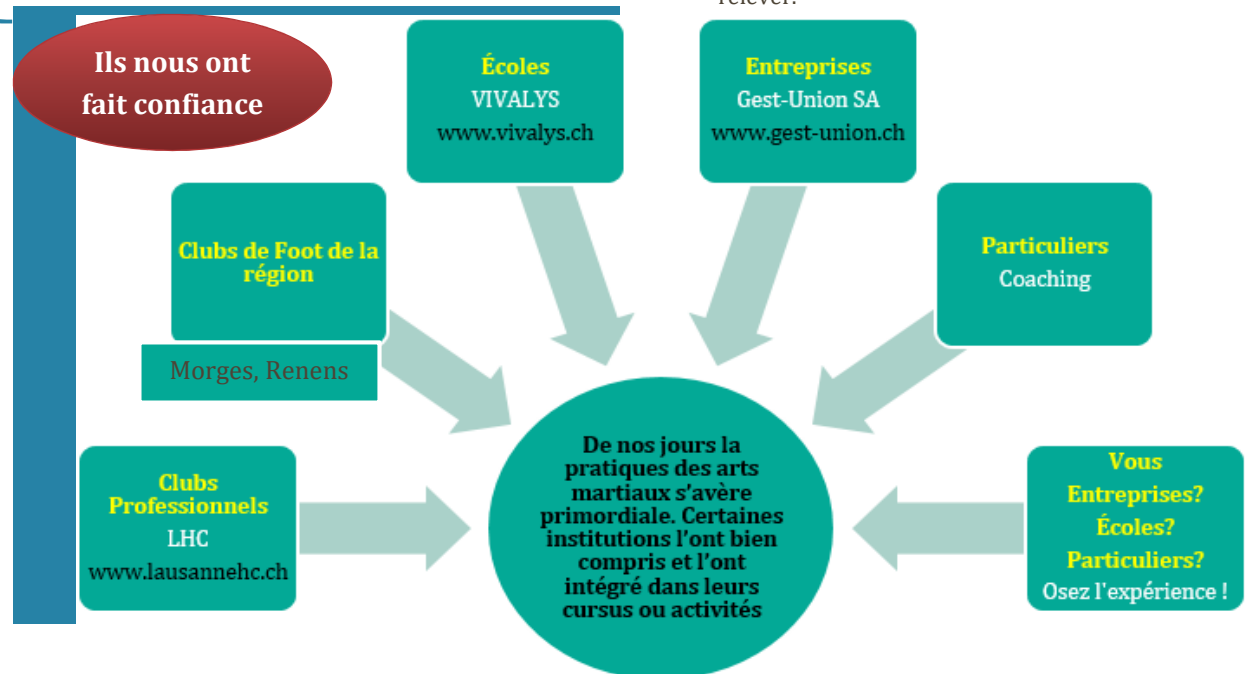 relever.
Ils nous ont
fait confiance
Écoles
VIVALYS
www.vivalys.ch
Entreprises
Gest-Union SA
www.gest-union.ch
Clubs de Foot de la
région
Morges, Renens
Particuliers
Coaching
Clubs
Professionnels
LHC
www.lausannehc.ch
De nos jours la
pratiques des arts
martiaux s’avère
primordiale. Certaines
institutions l’ont bien
compris et l’ont
intégré dans leurs
cursus ou activités
Vous
Entreprises?
Écoles?
Particuliers?
Osez l'expérience !